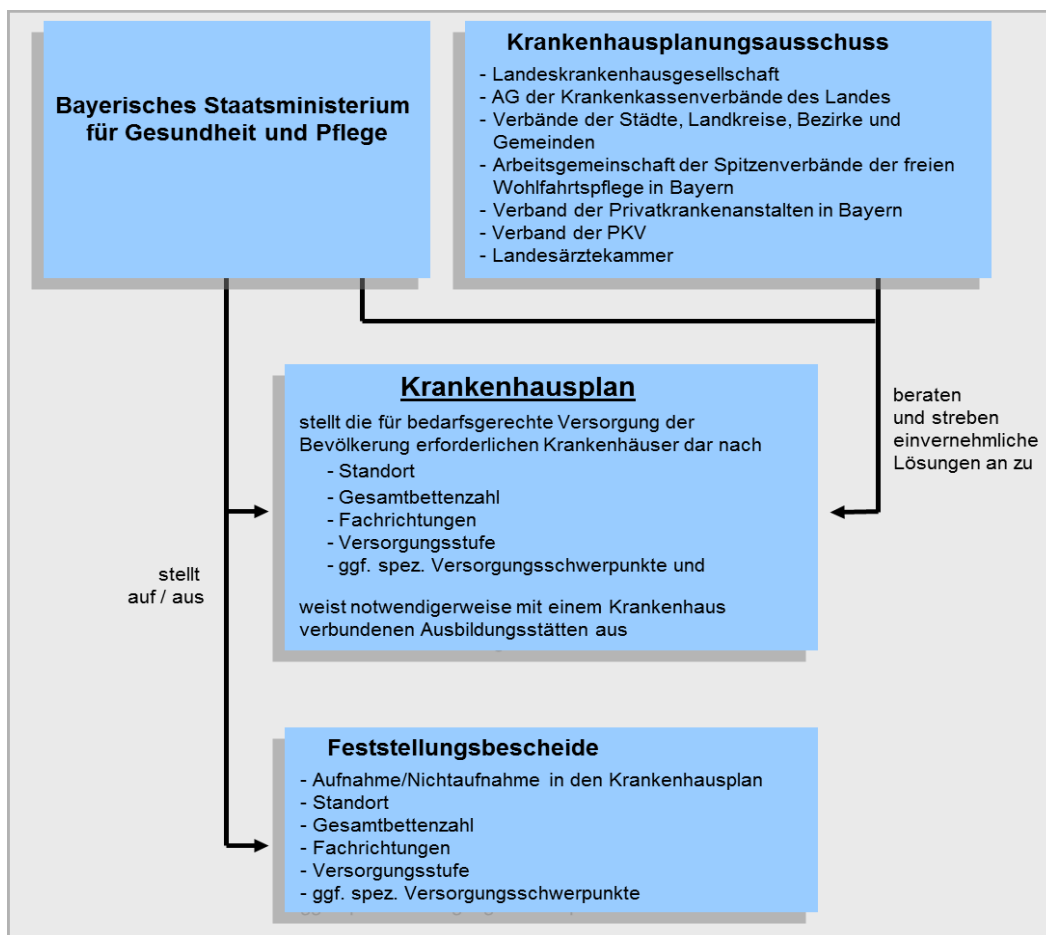 Bayerisches Staatsministerium
für Gesundheit und Pflege
Krankenhausplanungsausschuss
- Landeskrankenhausgesellschaft
- AG der Krankenkassenverbände des Landes
- Verbände der Städte, Landkreise, Bezirke und
Gemeinden
- Arbeitsgemeinschaft der Spitzenverbände der freien
Wohlfahrtspflege in Bayern
- Verband der Privatkrankenanstalten in Bayern
- Verband der PKV
- Landesärztekammer
Krankenhausplan
stellt die für bedarfsgerechte Versorgung der
Bevölkerung erforderlichen Krankenhäuser dar nach
- Standort
- Gesamtbettenzahl
- Fachrichtungen
- Versorgungsstufe
- ggf. spez. Versorgungsschwerpunkte und
weist notwendigerweise mit einem Krankenhaus
verbundenen Ausbildungsstätten aus
beraten
und streben
einvernehmliche
Lösungen an zu
stellt
auf / aus
Feststellungsbescheide
- Aufnahme/Nichtaufnahme in den Krankenhausplan
- Standort
- Gesamtbettenzahl
- Fachrichtungen
- Versorgungsstufe
- ggf. spez. Versorgungsschwerpunkte